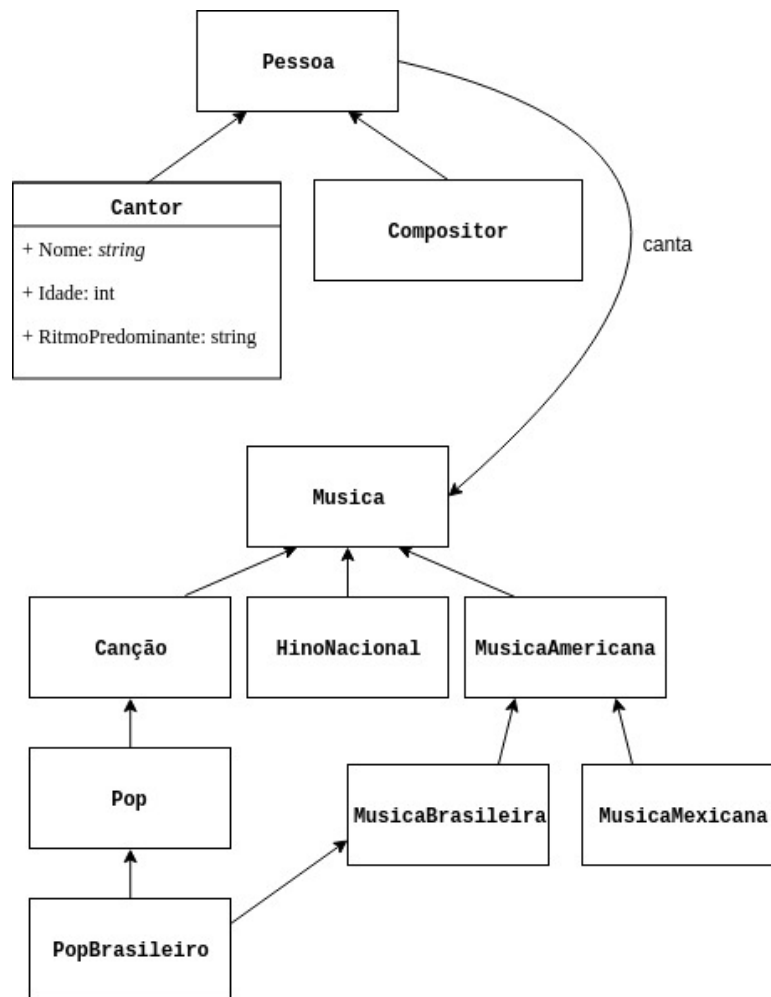 Pessoa
Cantor
+ Nome: string
+ Idade: int
+ RitmoPredominante: string
Compositor
canta
Musica
Canção
HinoNacional
MusicaAmericana
Pop
MusicaBrasileira
MusicaMexicana
PopBrasileiro